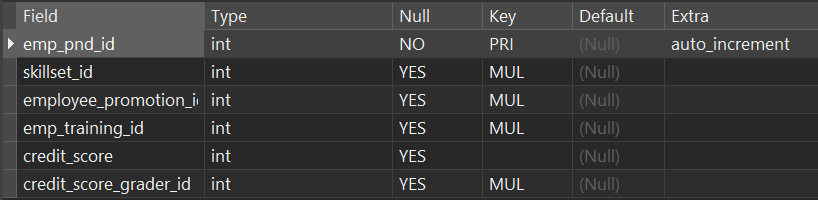 Field Type Null Key Default Extra
emp_pnd_id int NO PRI (Null) auto_increment
skillset_id int YES MUL (Null)
employee_promotion_i int YES MUL (Null)
emp_training_id int YES MUL (Null)
credit_score int YES (Null)
credit_score_grader_id int YES MUL (Null)